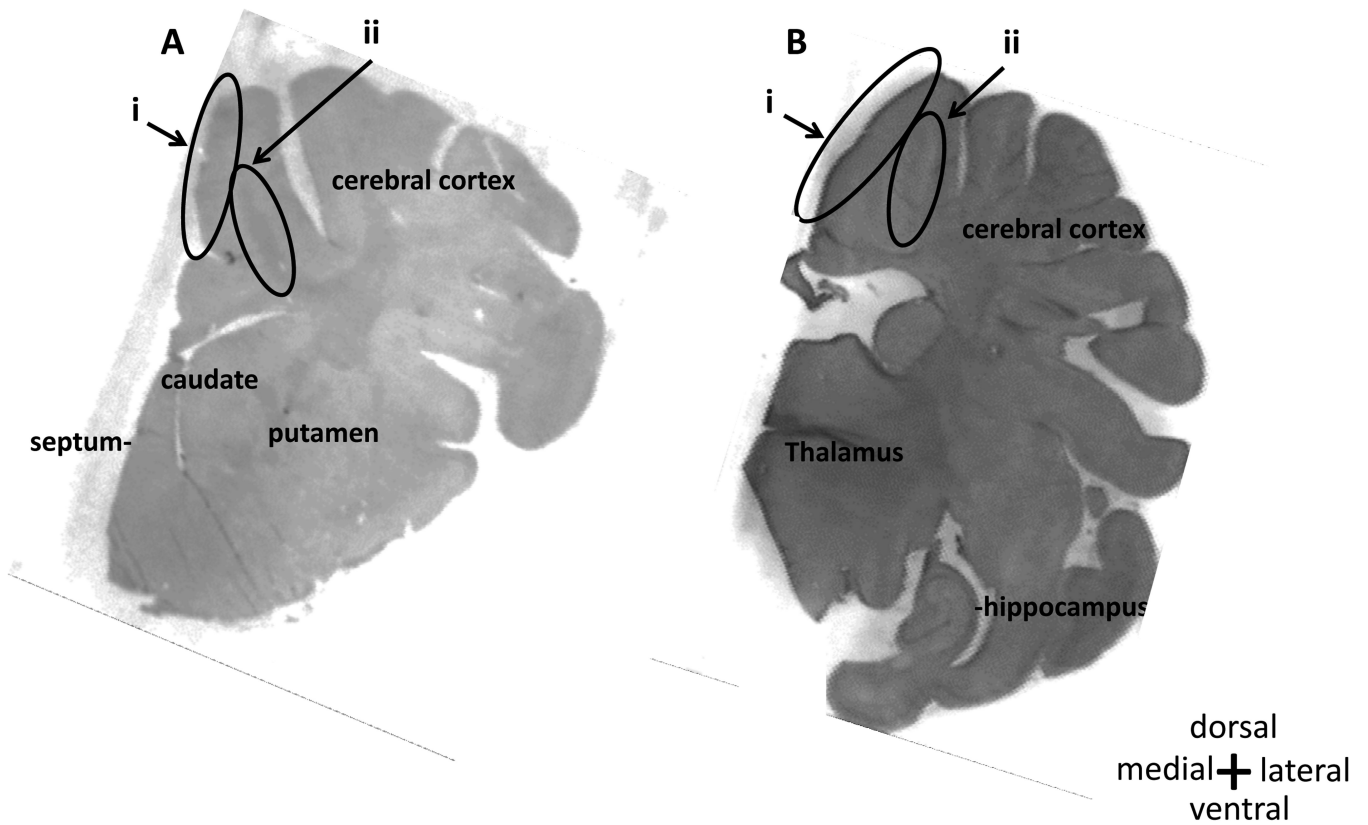 A
ii
i
cerebral cortex
caudate
septum-
putamen
B
ii
i
cerebral cortex
Thalamus
-hippocampus
dorsal
medial + lateral
ventral